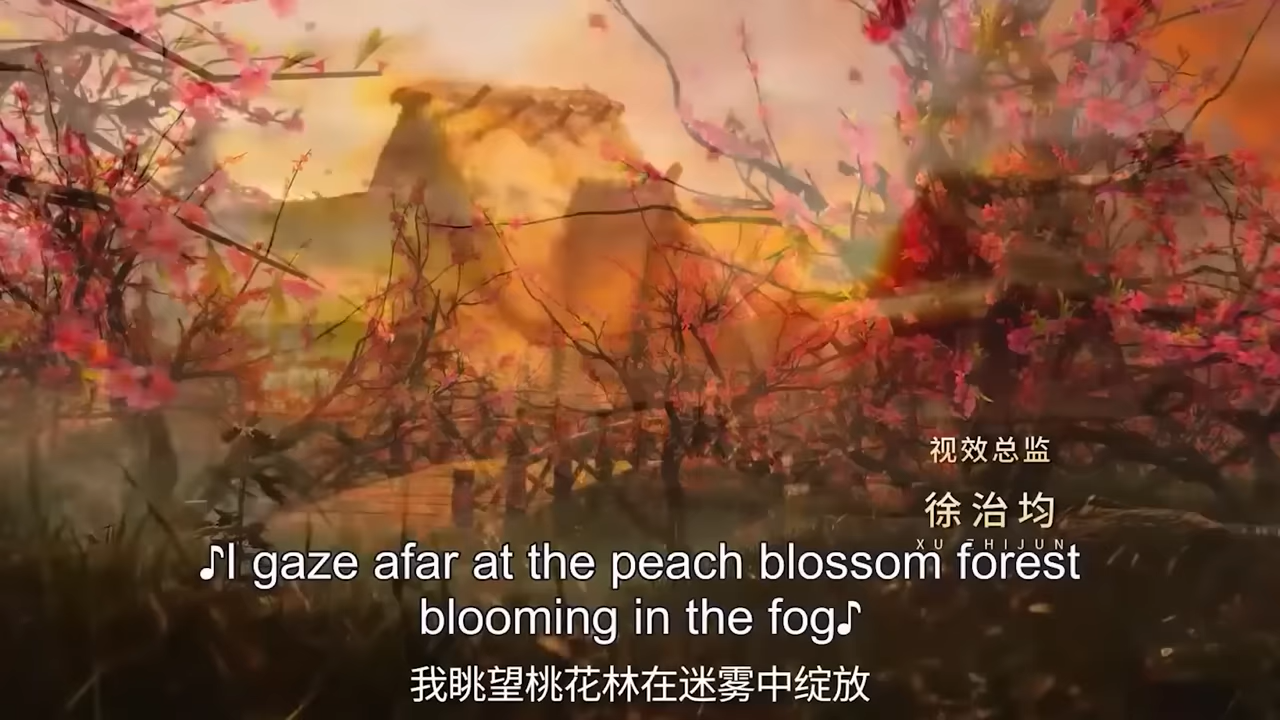 视效总监
徐治均
XU ZHIJUN
♪I gaze afar at the peach blossom forest
blooming in the fog♪
我眺望桃花林在迷雾中绽放